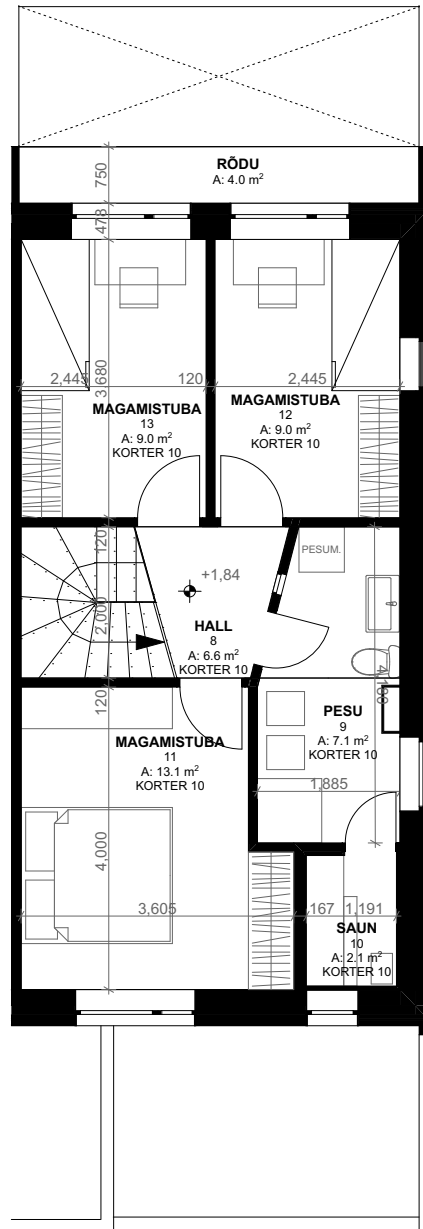 RÕDU
A: 4.0 m²
750
478
2,445
3,680
120
2,445
MAGAMISTUBA
13
A: 9.0 m²
KORTER 10
MAGAMISTUBA
12
A: 9.0 m²
KORTER 10
120
PESUM.
+1,84
2,000
HALL
8
A: 6.6 m²
KORTER 10
120
PESU
9
A: 7.1 m²
KORTER 10
1,885
MAGAMISTUBA
11
A: 13.1 m²
KORTER 10
4,000
3,605
167
1,191
SAUN
10
A: 2.1 m²
KORTER 10